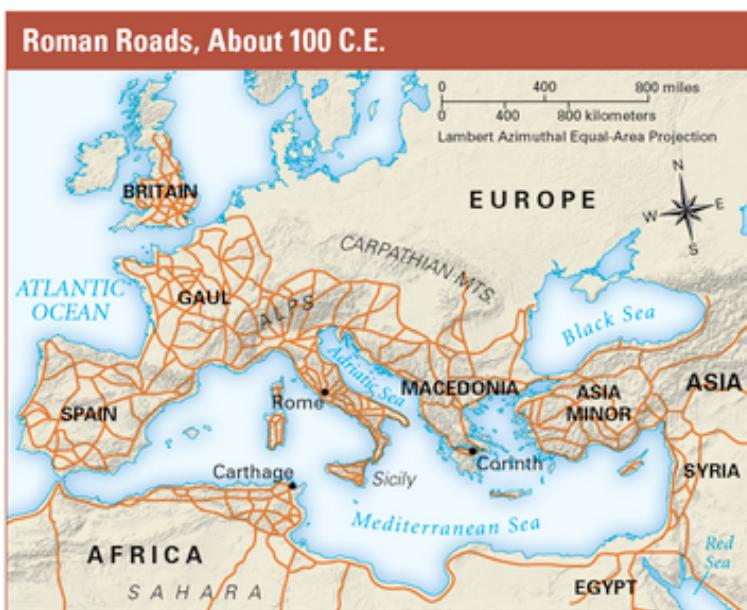 Roman Roads, About 100 C.E.
0 400 800 miles
0 400 800 kilometers
Lambert Azimuthal Equal-Area Projection
N
W E
S
BRITAIN
EUROPE
CARPATHIAN MTS.
ATLANTIC
OCEAN
GAUL
ALPS
Black Sea
Adriatic Sea
SPAIN
Rome
MACEDONIA
ASIA
MINOR
ASIA
Carthage
Sicily
Corinth
SYRIA
Mediterranean Sea
AFRICA
SAHARA
EGYPT
Red
Sea